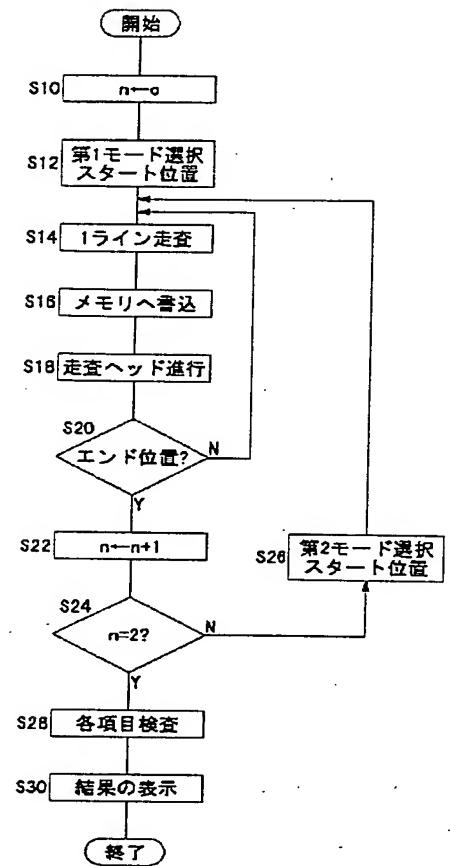 開始
S10 n←o
S12 第1モード選択
スタート位置
S14 1ライン走査
S16 メモリへ書込
S18 走査ヘッド進行
S20
エンド位置? N
Y
S22 n←n+1
S26 第2モード選択
スタート位置
S24
n=2? N
Y
S28 各項目検査
S30 結果の表示
終了